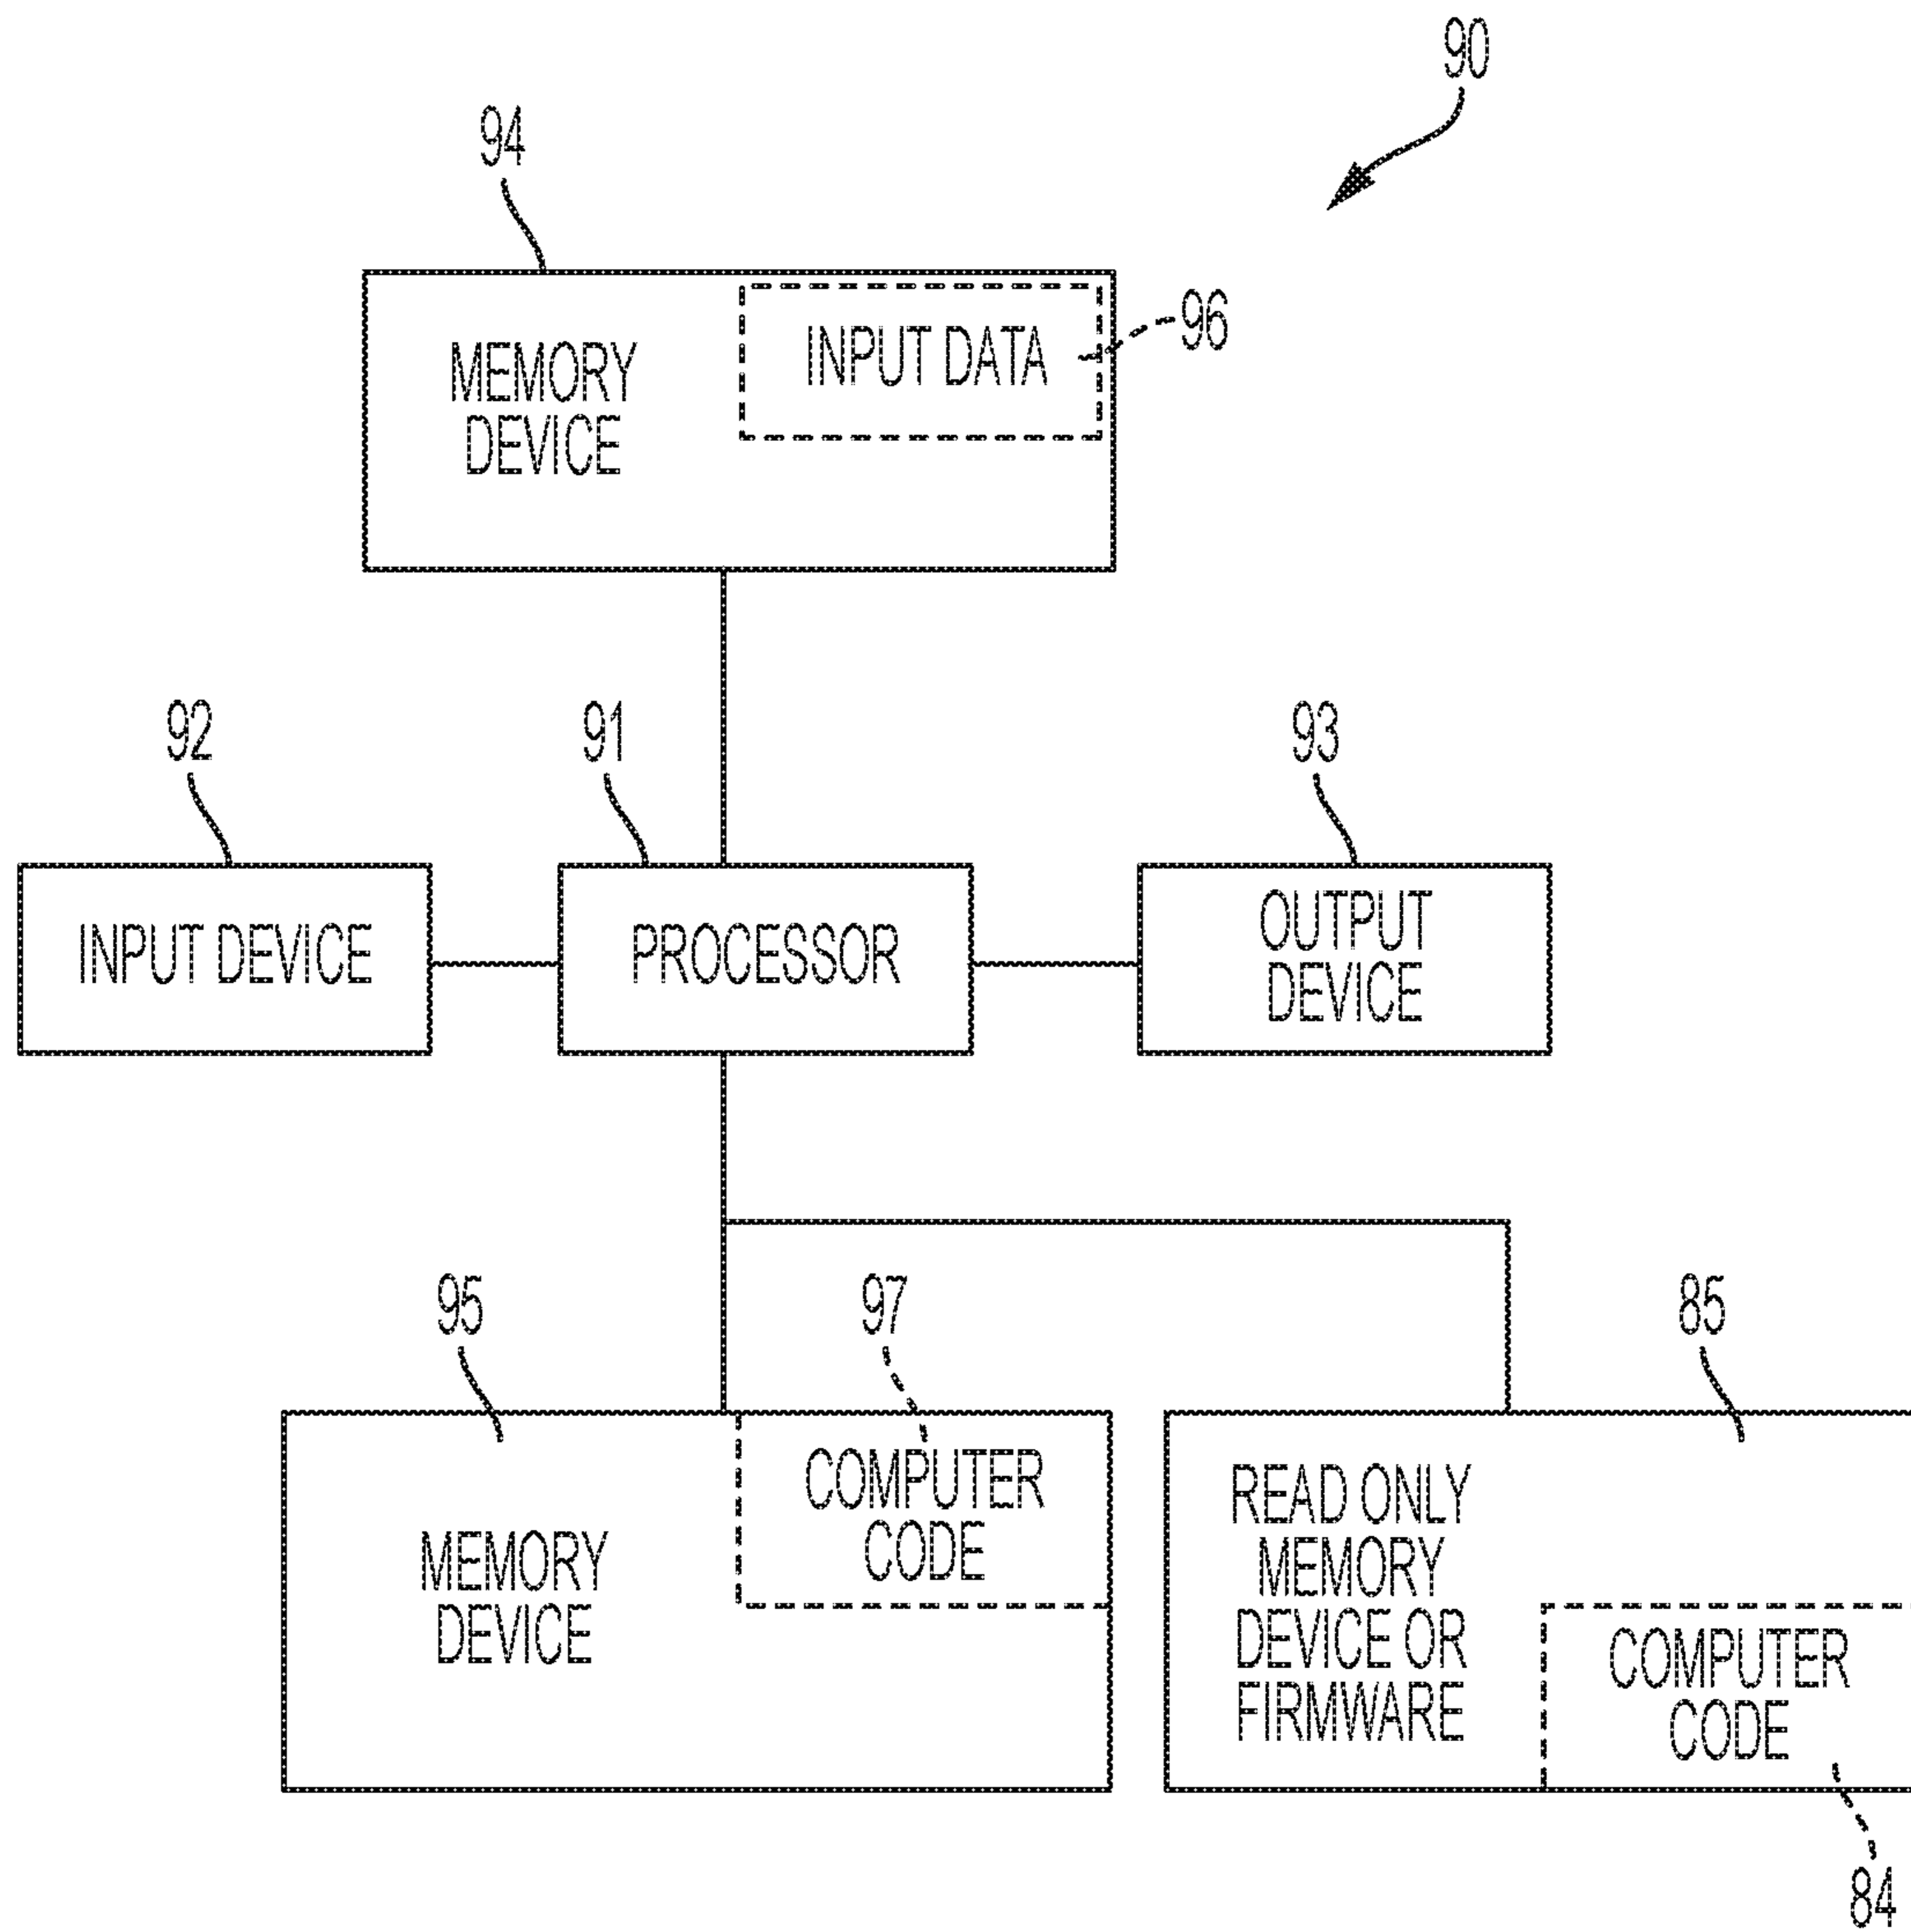 90
94
MEMORY
DEVICE
INPUT DATA
96
92
91
93
INPUT DEVICE
PROCESSOR
OUTPUT
DEVICE
95
97
85
MEMORY
DEVICE
COMPUTER
CODE
READ ONLY
MEMORY
DEVICE OR
FIRMWARE
COMPUTER
CODE
84